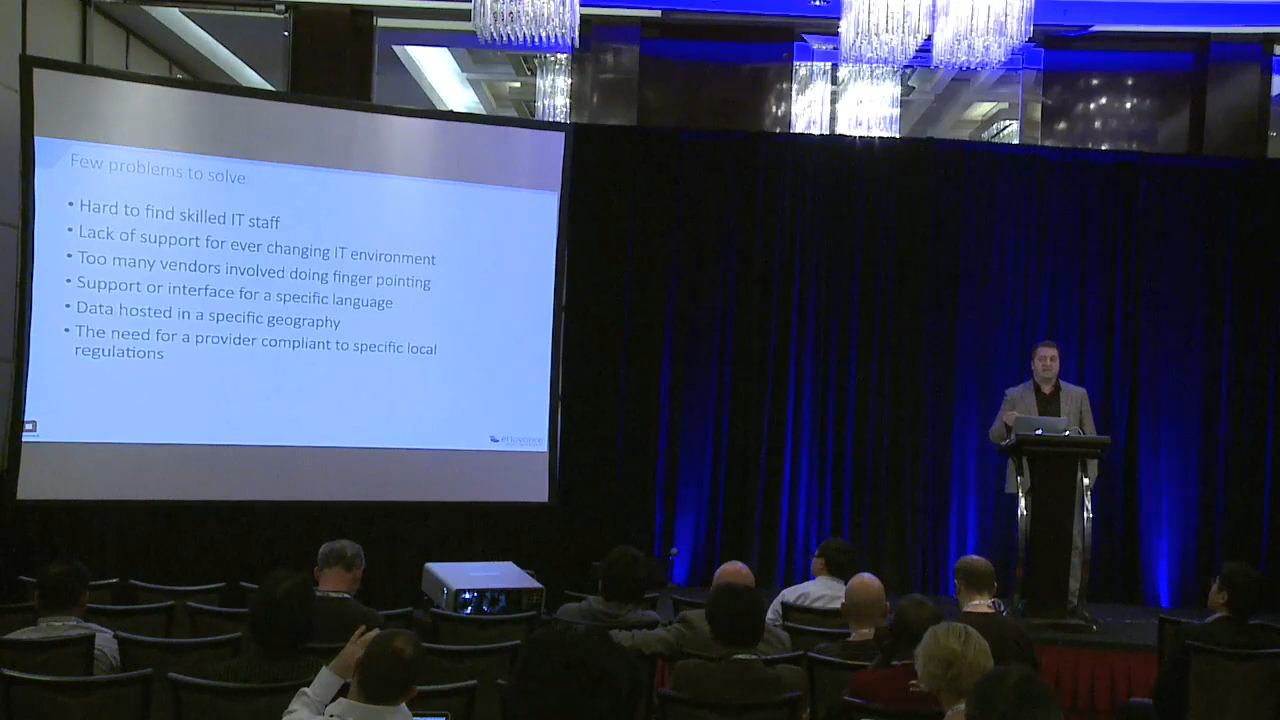 Few problems to solve
• Hard to find skilled IT staff
• Lack of support for ever changing IT environment
• Too many vendors involved doing finger pointing
• Support or interface for a specific language
• Data hosted in a specific geography
• The need for a provider compliant to specific local
regulations
eNovance